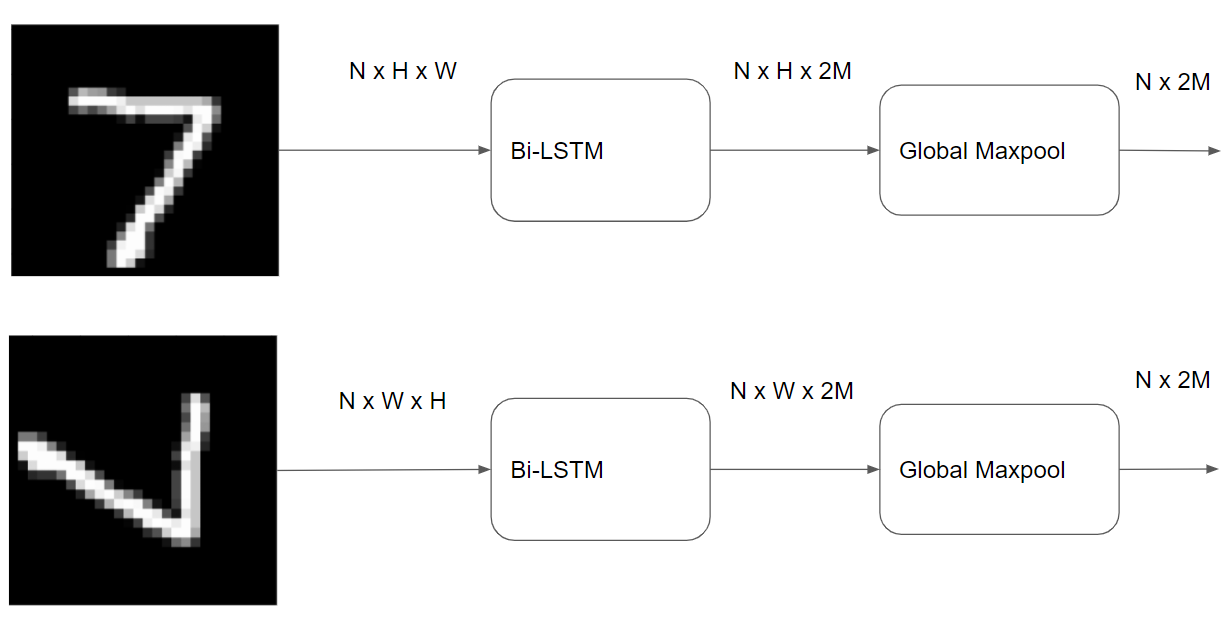 N x H x W
N x H x 2M
N x 2M
Bi-LSTM
Global Maxpool
N x W x H
N x W x 2M
N x 2M
Bi-LSTM
Global Maxpool